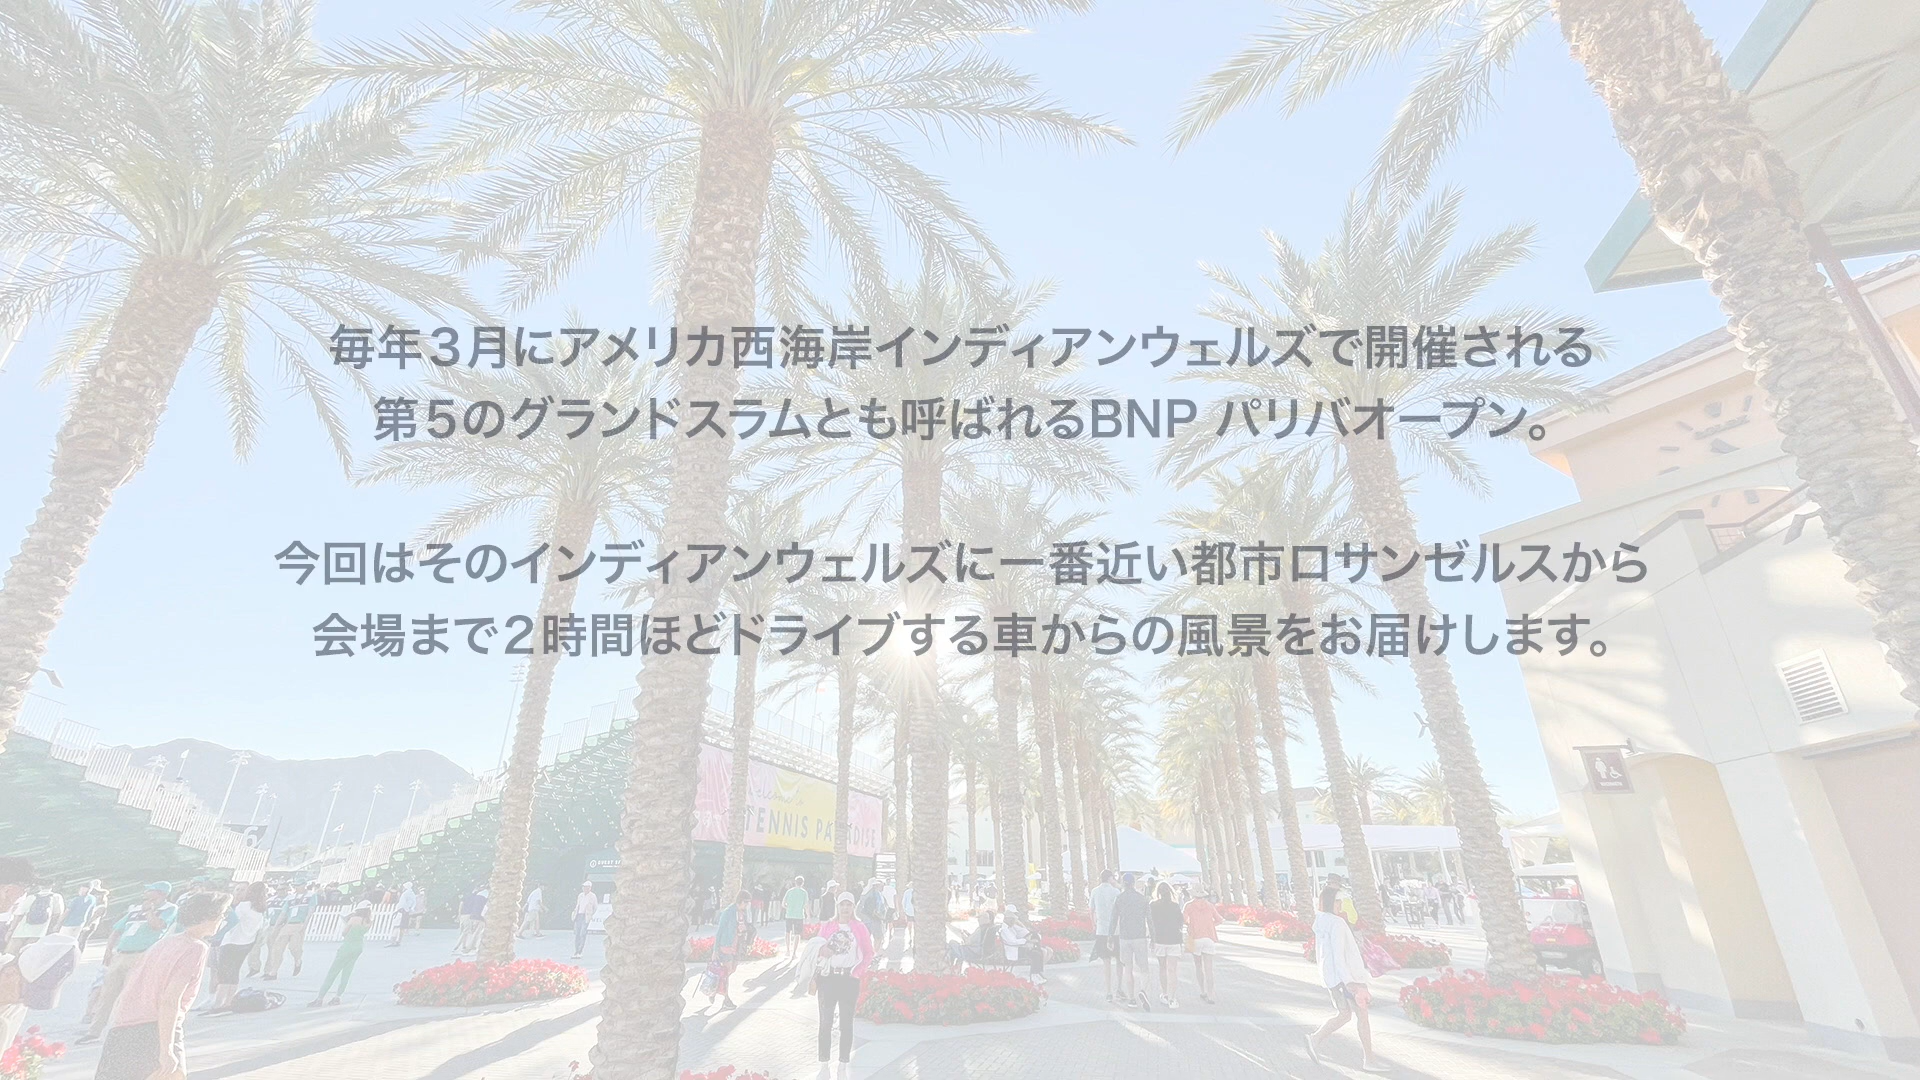 毎年３月にアメリカ西海岸インディアンウェルズで開催される
第５のグランドスラムとも呼ばれるBNP パリバオープン。
今回はそのインディアンウェルズに一番近い都市ロサンゼルスから
会場まで２時間ほどドライブする車からの風景をお届けします。
TENNIS PARADISE